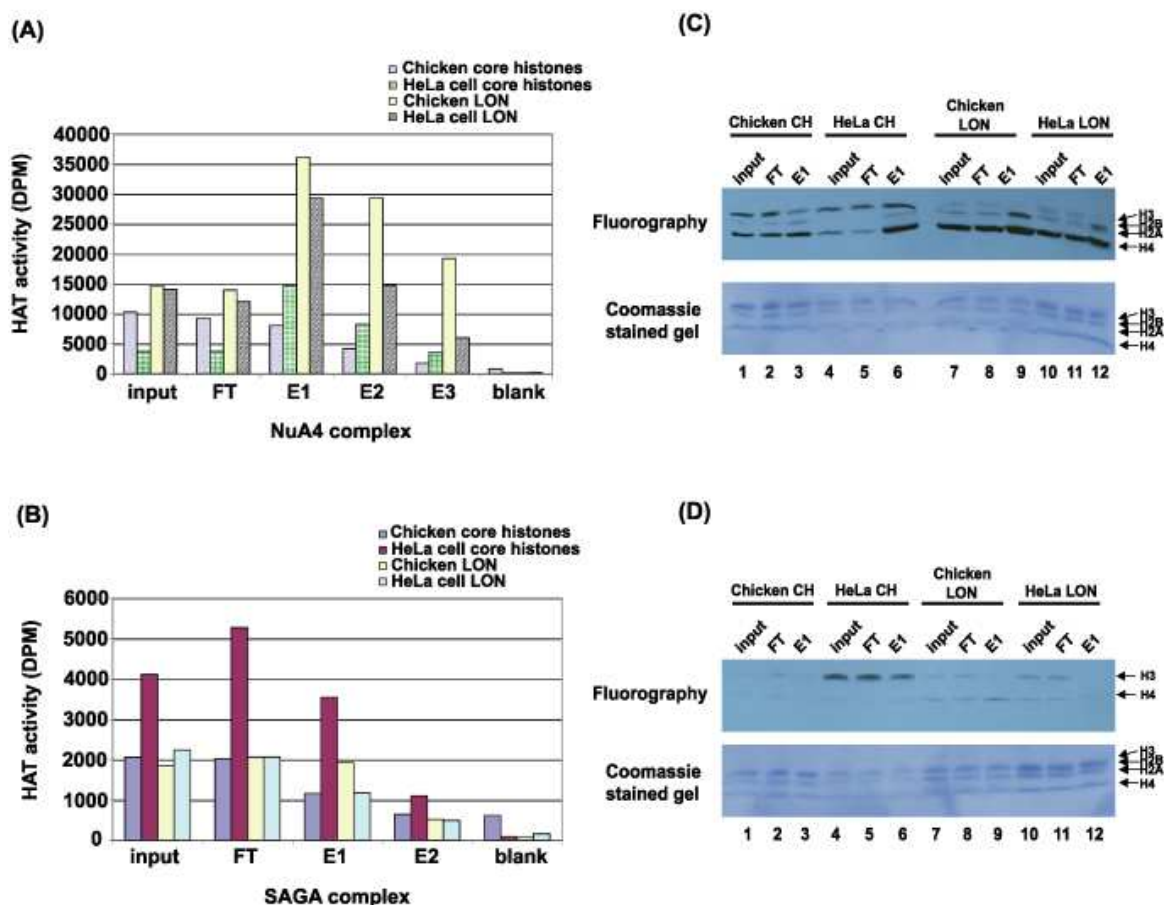 (A)
Chicken core histones
HeLa cell core histones
Chicken LON
HeLa cell LON
HAT activity (DPM)
40000
35000
30000
25000
20000
15000
10000
5000
0
input FT E1 E2 E3 blank
NuA4 complex
(B)
Chicken core histones
HeLa cell core histones
Chicken LON
HeLa cell LON
HAT activity (DPM)
6000
5000
4000
3000
2000
1000
0
input FT E1 E2 blank
SAGA complex
(C)
Chicken CH HeLa CH Chicken LON HeLa LON
input FT E1 input FT E1 input FT E1 input FT E1
Fluorography
H3
H2B
H2A
H4
Coomassie
stained gel
H3
H2B
H2A
H4
1 2 3 4 5 6 7 8 9 10 11 12
(D)
Chicken CH HeLa CH Chicken LON HeLa LON
input FT E1 input FT E1 input FT E1 input FT E1
Fluorography
H3
H4
Coomassie
stained gel
H3
H2B
H2A
H4
1 2 3 4 5 6 7 8 9 10 11 12